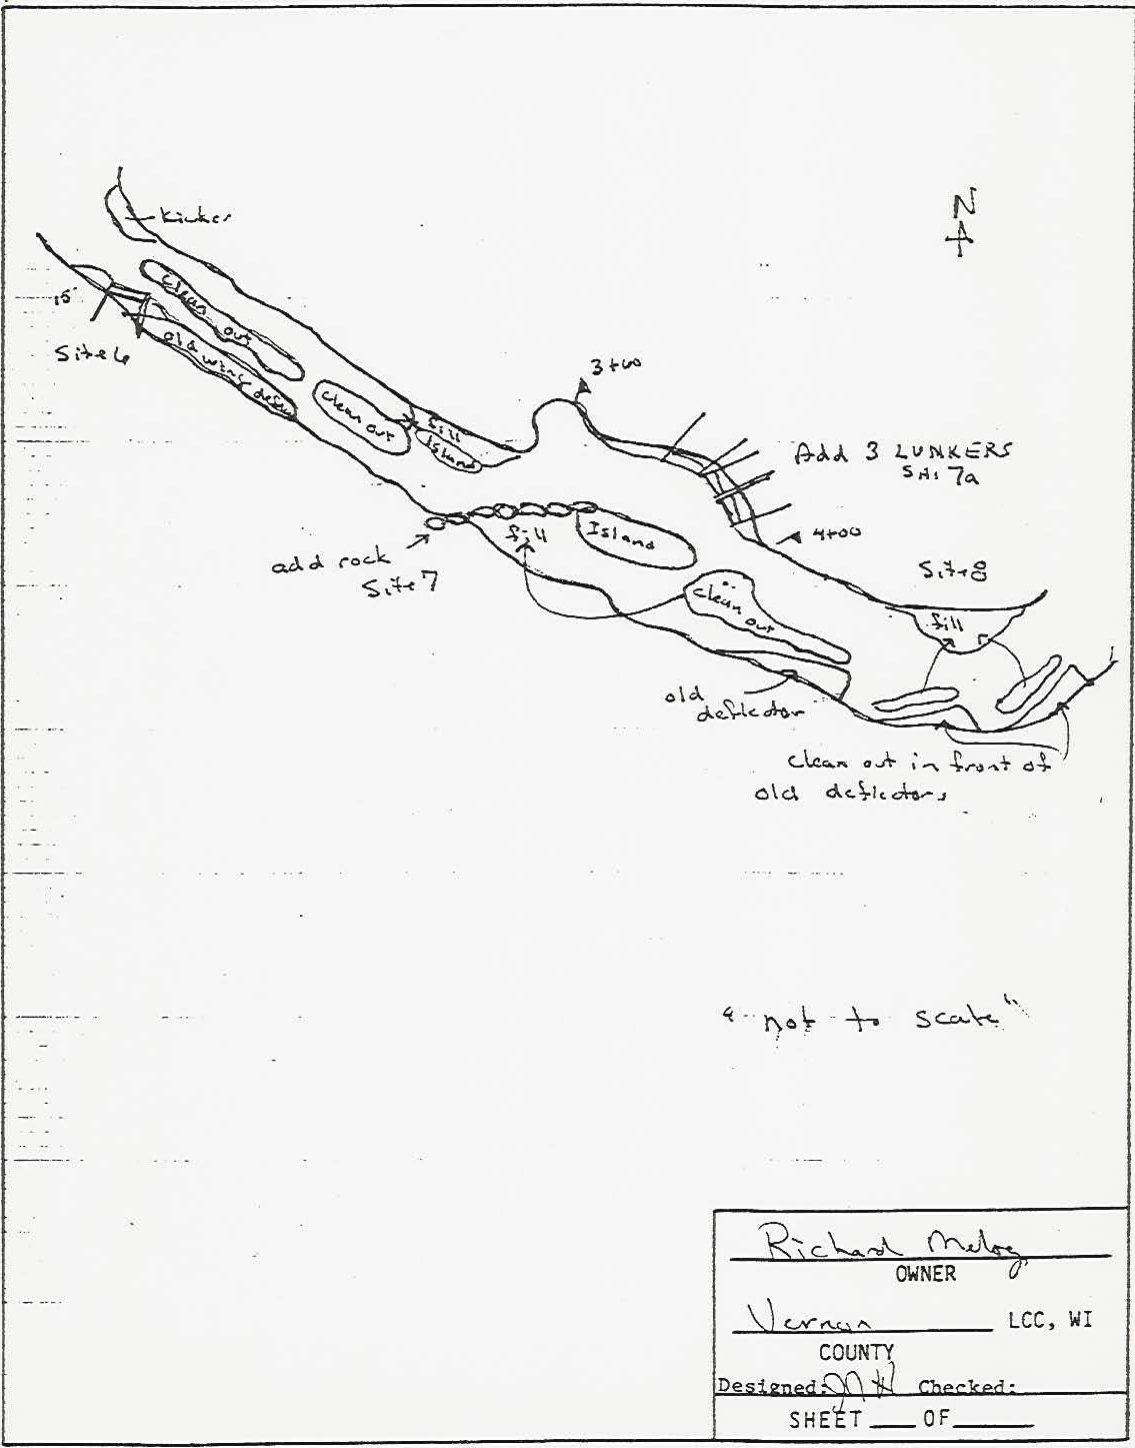 N
Kicker
Clean out
15'
Site 6
old wing defl
clean out
fill
Island
3+00
Add 3 LUNKERS
Site 7a
4+00
add rock
Site 7
fill
Island
Site 8
clean out
fill
old
deflector
clean out in front of
old deflectors
"not to scale"
Richard
OWNER
Vernon LCC, WI
COUNTY
Designed: JMH Checked:
SHEET OF